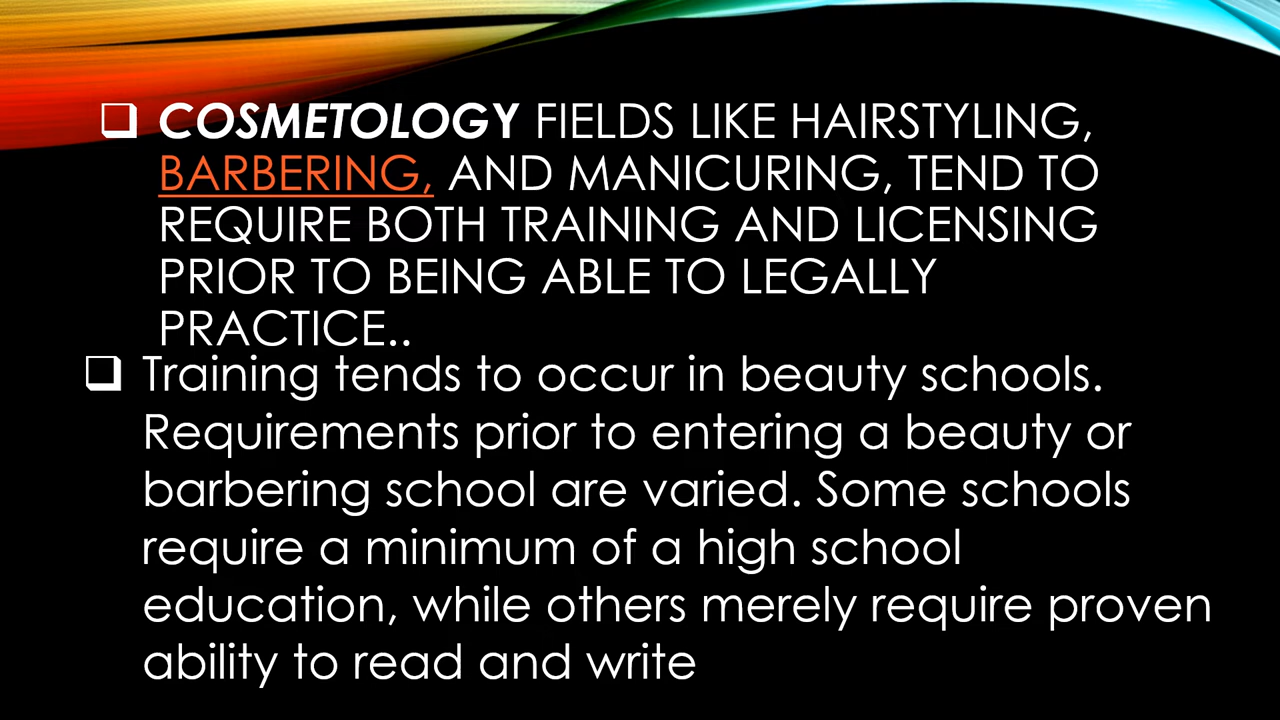 COSMETOLOGY FIELDS LIKE HAIRSTYLING,
BARBERING, AND MANICURING, TEND TO
REQUIRE BOTH TRAINING AND LICENSING
PRIOR TO BEING ABLE TO LEGALLY
PRACTICE..
Training tends to occur in beauty schools.
Requirements prior to entering a beauty or
barbering school are varied. Some schools
require a minimum of a high school
education, while others merely require proven
ability to read and write